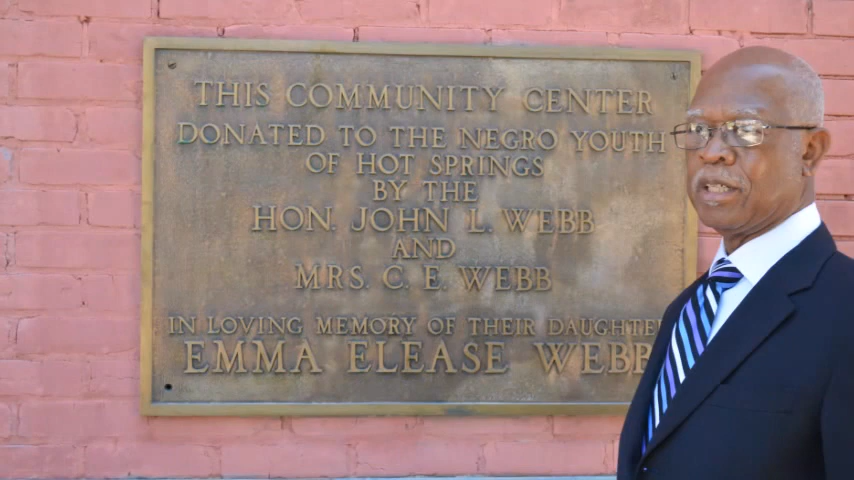 THIS COMMUNITY CENTER
DONATED TO THE NEGRO YOUTH
OF HOT SPRINGS
BY THE
HON. JOHN L. WEBB
AND
MRS. C. E. WEBB
IN LOVING MEMORY OF THEIR DAUGHTER
EMMA ELEASE WEBB